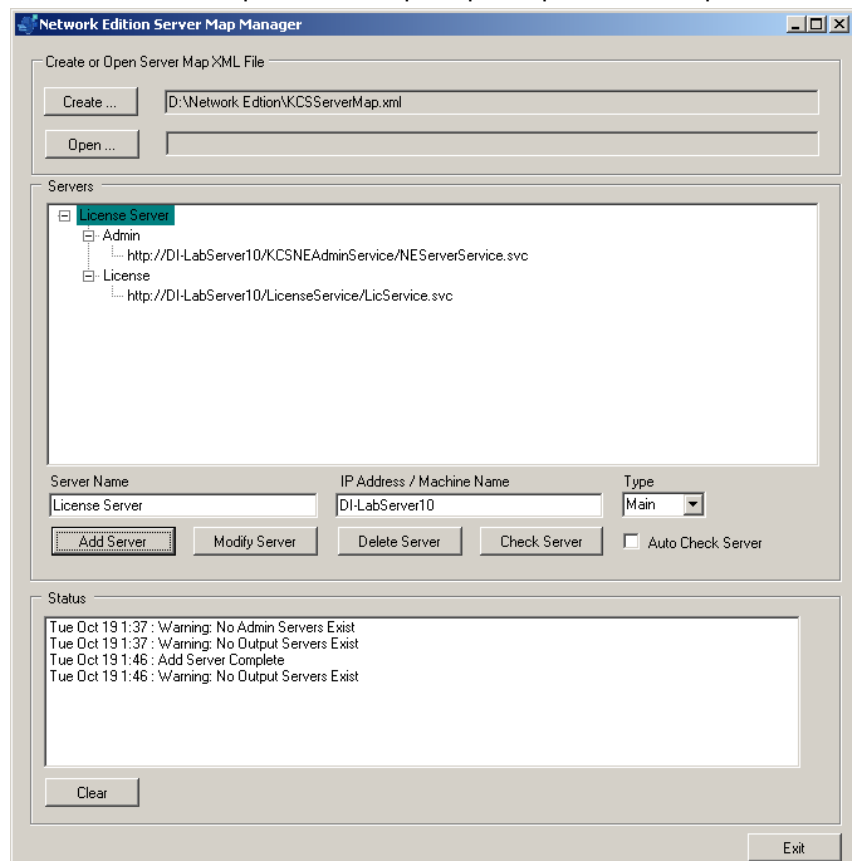 Network Edition Server Map Manager
Create or Open Server Map XML File
Create ... D:\Network Edtion\KCSServerMap.xml
Open ...
Servers
License Server
Admin
http://DI-LabServer10/KCSNEAdminService/NEServerService.svc
License
http://DI-LabServer10/LicenseService/LicService.svc
Server Name IP Address / Machine Name Type
License Server DI-LabServer10 Main
Add Server Modify Server Delete Server Check Server Auto Check Server
Status
Tue Oct 19 1:37 : Warning: No Admin Servers Exist
Tue Oct 19 1:37 : Warning: No Output Servers Exist
Tue Oct 19 1:46 : Add Server Complete
Tue Oct 19 1:46 : Warning: No Output Servers Exist
Clear
Exit